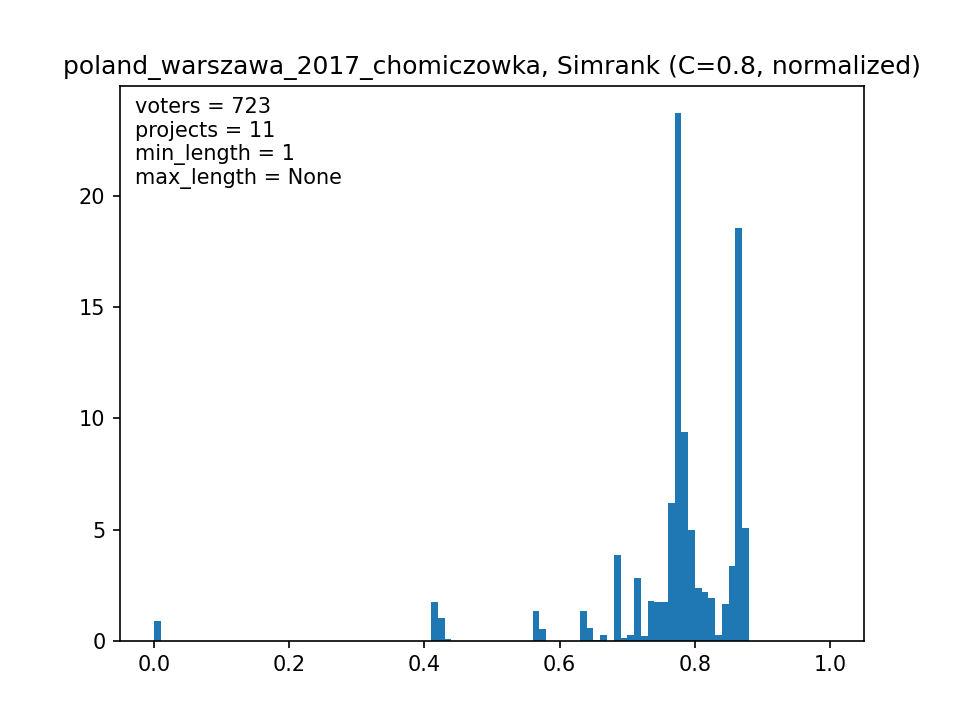 poland_warszawa_2017_chomiczowka, Simrank (C=0.8, normalized)
voters = 723
projects = 11
min_length = 1
max_length = None
20
15
10
5
0
0.0 0.2 0.4 0.6 0.8 1.0